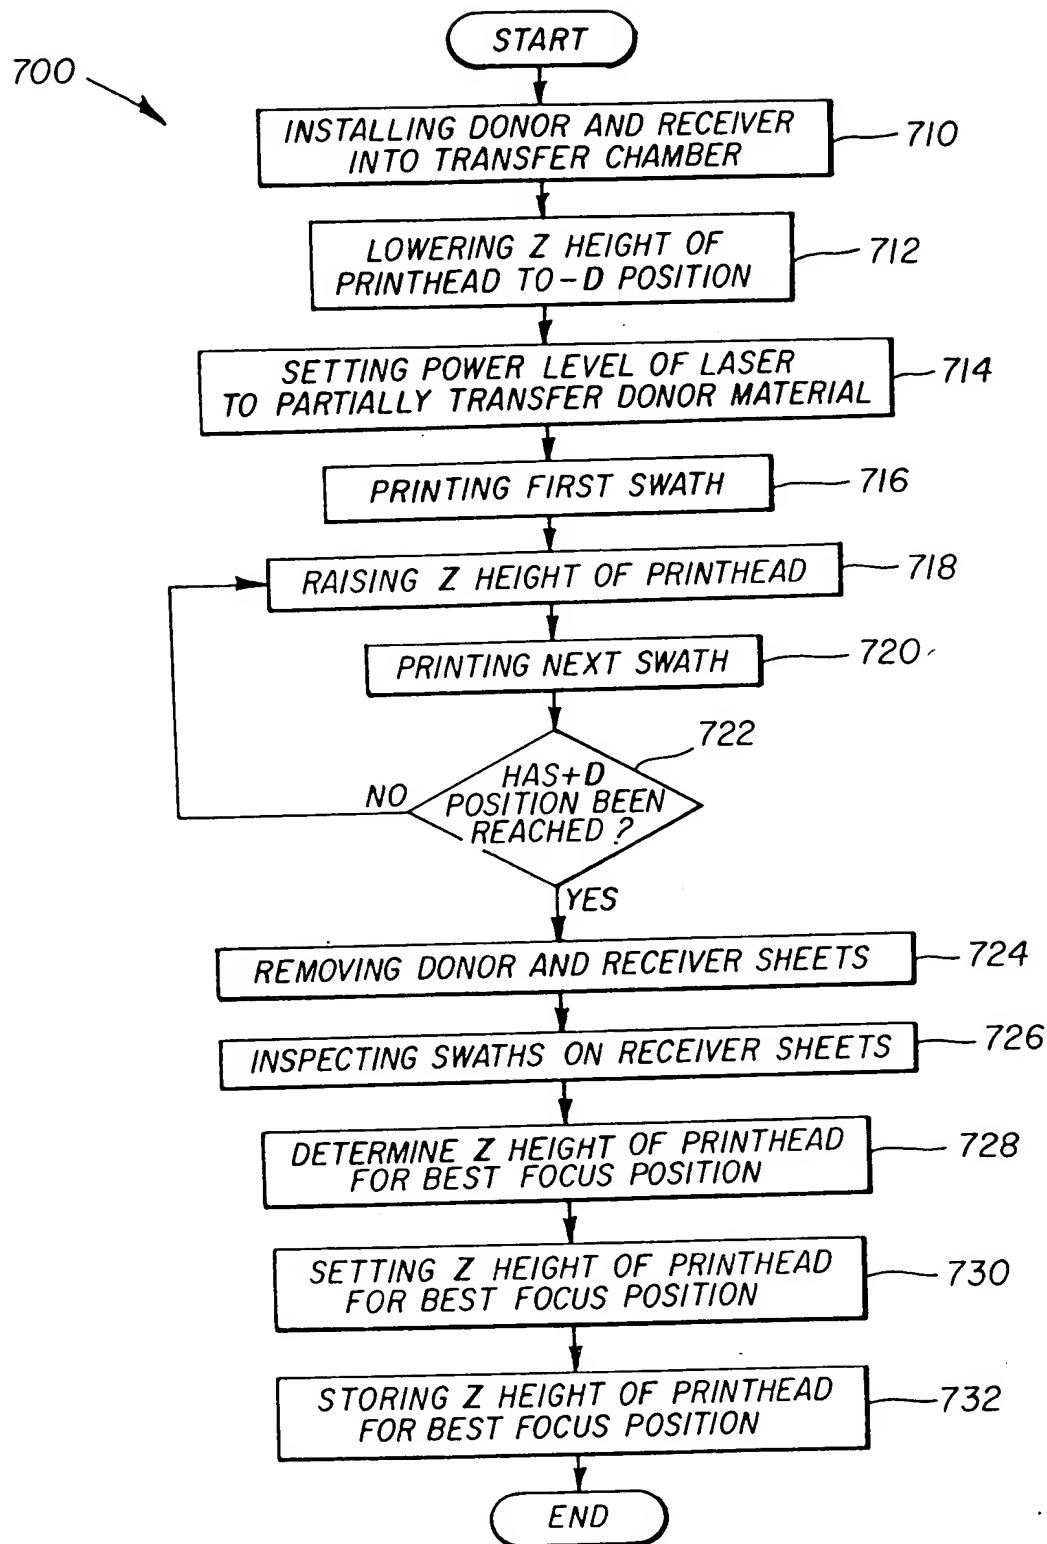 START
700
INSTALLING DONOR AND RECEIVER
INTO TRANSFER CHAMBER
710
LOWERING Z HEIGHT OF
PRINTHEAD TO-D POSITION
712
SETTING POWER LEVEL OF LASER
TO PARTIALLY TRANSFER DONOR MATERIAL
714
PRINTING FIRST SWATH
716
RAISING Z HEIGHT OF PRINTHEAD
718
PRINTING NEXT SWATH
720
722
HAS+D
POSITION BEEN
REACHED?
NO
YES
REMOVING DONOR AND RECEIVER SHEETS
724
INSPECTING SWATHS ON RECEIVER SHEETS
726
DETERMINE Z HEIGHT OF PRINTHEAD
FOR BEST FOCUS POSITION
728
SETTING Z HEIGHT OF PRINTHEAD
FOR BEST FOCUS POSITION
730
STORING Z HEIGHT OF PRINTHEAD
FOR BEST FOCUS POSITION
732
END